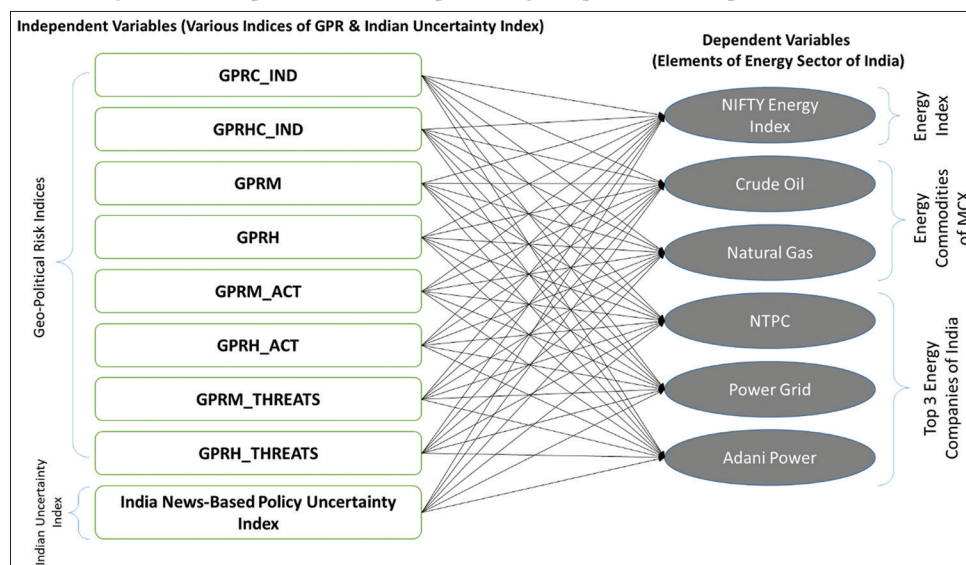 Independent Variables (Various Indices of GPR & Indian Uncertainty Index)
Geo-Political Risk Indices
GPRC_IND
GPRHC_IND
GPRM
GPRH
GPRM_ACT
GPRH_ACT
GPRM_THREATS
GPRH_THREATS
Indian Uncertainty
Index
India News-Based Policy Uncertainty
Index
Dependent Variables
(Elements of Energy Sector of India)
NIFTY Energy
Index
Crude Oil
Natural Gas
NTPC
Power Grid
Adani Power
Energy
Index
Energy
Commodities
of MCX
Top 3 Energy
Companies of India